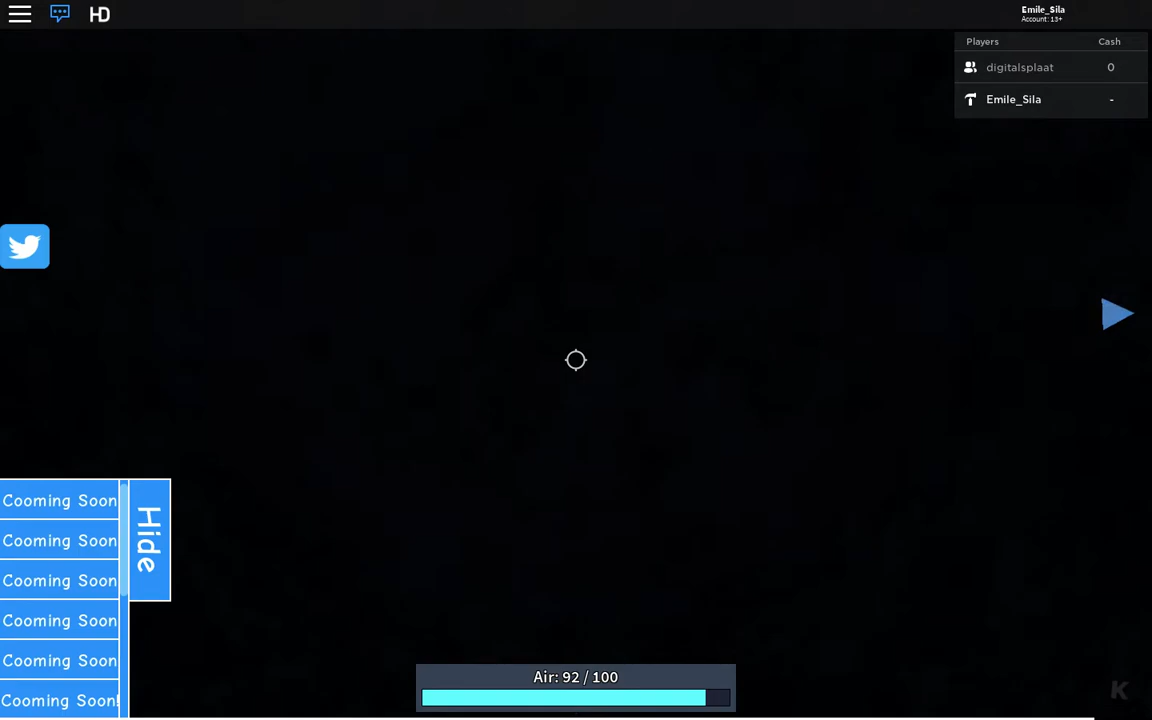 HD
Emile_Sila
Account: 13+
Players Cash
digitalsplaat 0
Emile_Sila -
Cooming Soon
Cooming Soon
Cooming Soon
Cooming Soon
Cooming Soon
Cooming Soon!
Hide
Air: 92 / 100
K